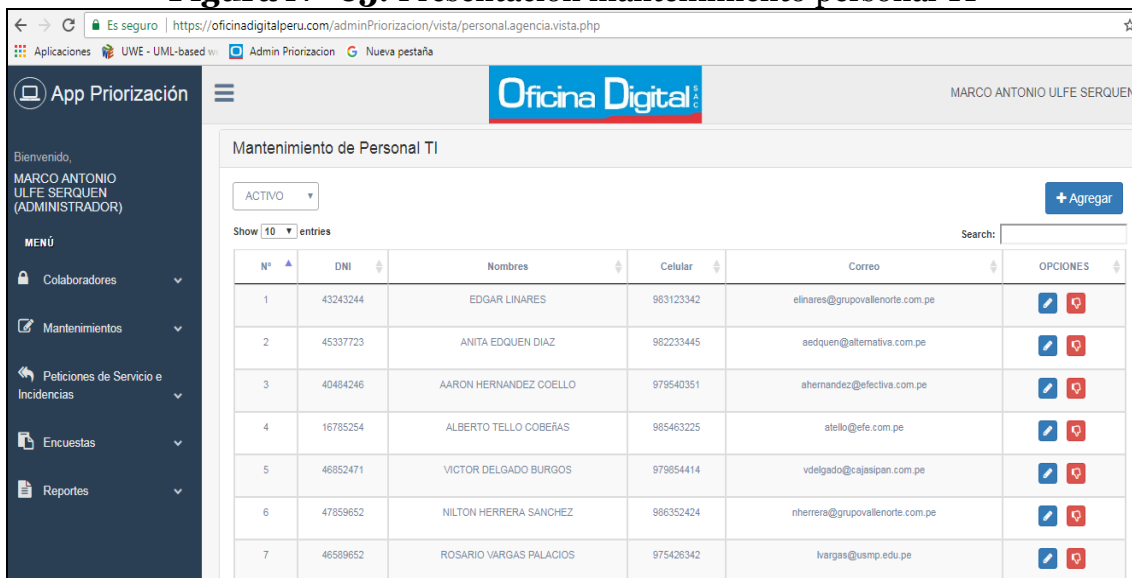 Es seguro | https://oficinadigitalperu.com/adminPriorizacion/vista/personal.agencia.vista.php
Aplicaciones UWE - UML-based w Admin Priorizacion G Nueva pestaña
App Priorización
Oficina Digital SAC
MARCO ANTONIO ULFE SERQUEN
Bienvenido,
MARCO ANTONIO
ULFE SERQUEN
(ADMINISTRADOR)
MENÚ
Colaboradores
Mantenimientos
Peticiones de Servicio e
Incidencias
Encuestas
Reportes
Mantenimiento de Personal TI
ACTIVO
+ Agregar
Show 10 entries
Search:
N° DNI Nombres Celular Correo OPCIONES
1 43243244 EDGAR LINARES 983123342 elinares@grupovallenorte.com.pe
2 45337723 ANITA EDQUEN DIAZ 982233445 aedquen@alternativa.com.pe
3 40484246 AARON HERNANDEZ COELLO 979540351 ahernandez@efectiva.com.pe
4 16785254 ALBERTO TELLO COBEñAS 985463225 atello@efe.com.pe
5 46852471 VICTOR DELGADO BURGOS 979854414 vdelgado@cajasipan.com.pe
6 47859652 NILTON HERRERA SANCHEZ 986352424 nherrera@grupovallenorte.com.pe
7 46589652 ROSARIO VARGAS PALACIOS 975426342 lvargas@usmp.edu.pe